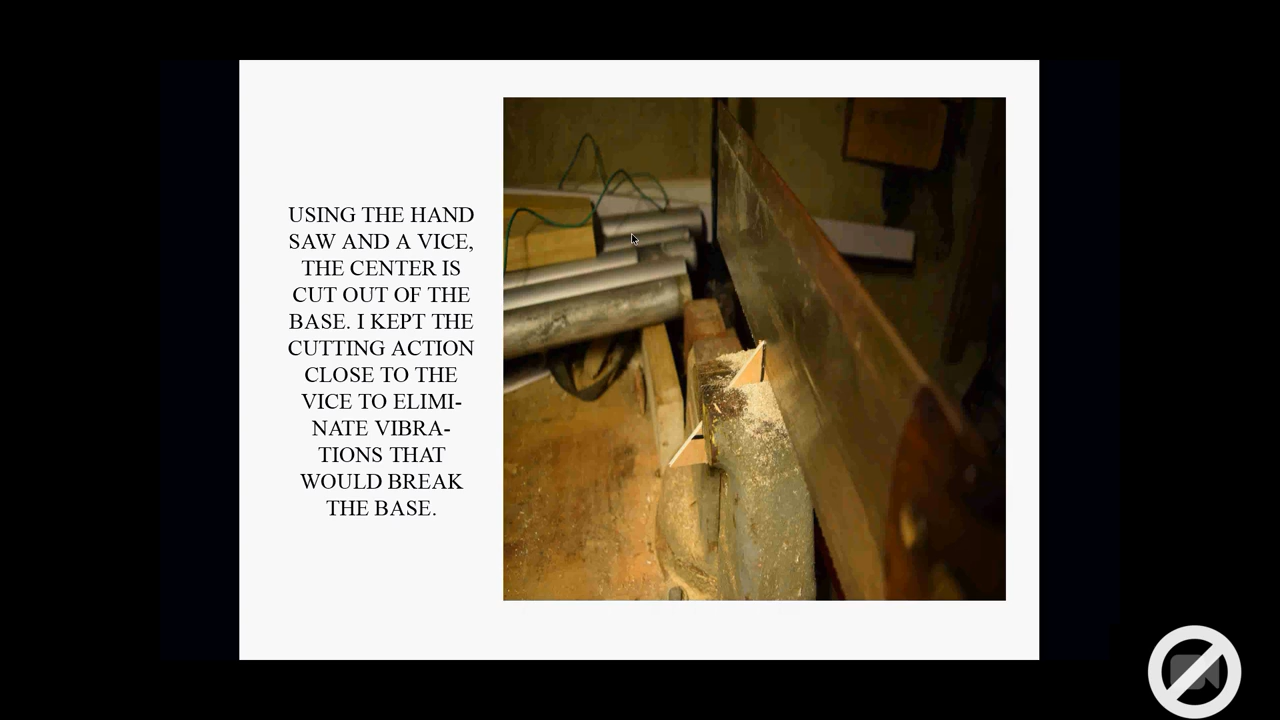 USING THE HAND
SAW AND A VICE,
THE CENTER IS
CUT OUT OF THE
BASE. I KEPT THE
CUTTING ACTION
CLOSE TO THE
VICE TO ELIMI-
NATE VIBRA-
TIONS THAT
WOULD BREAK
THE BASE.